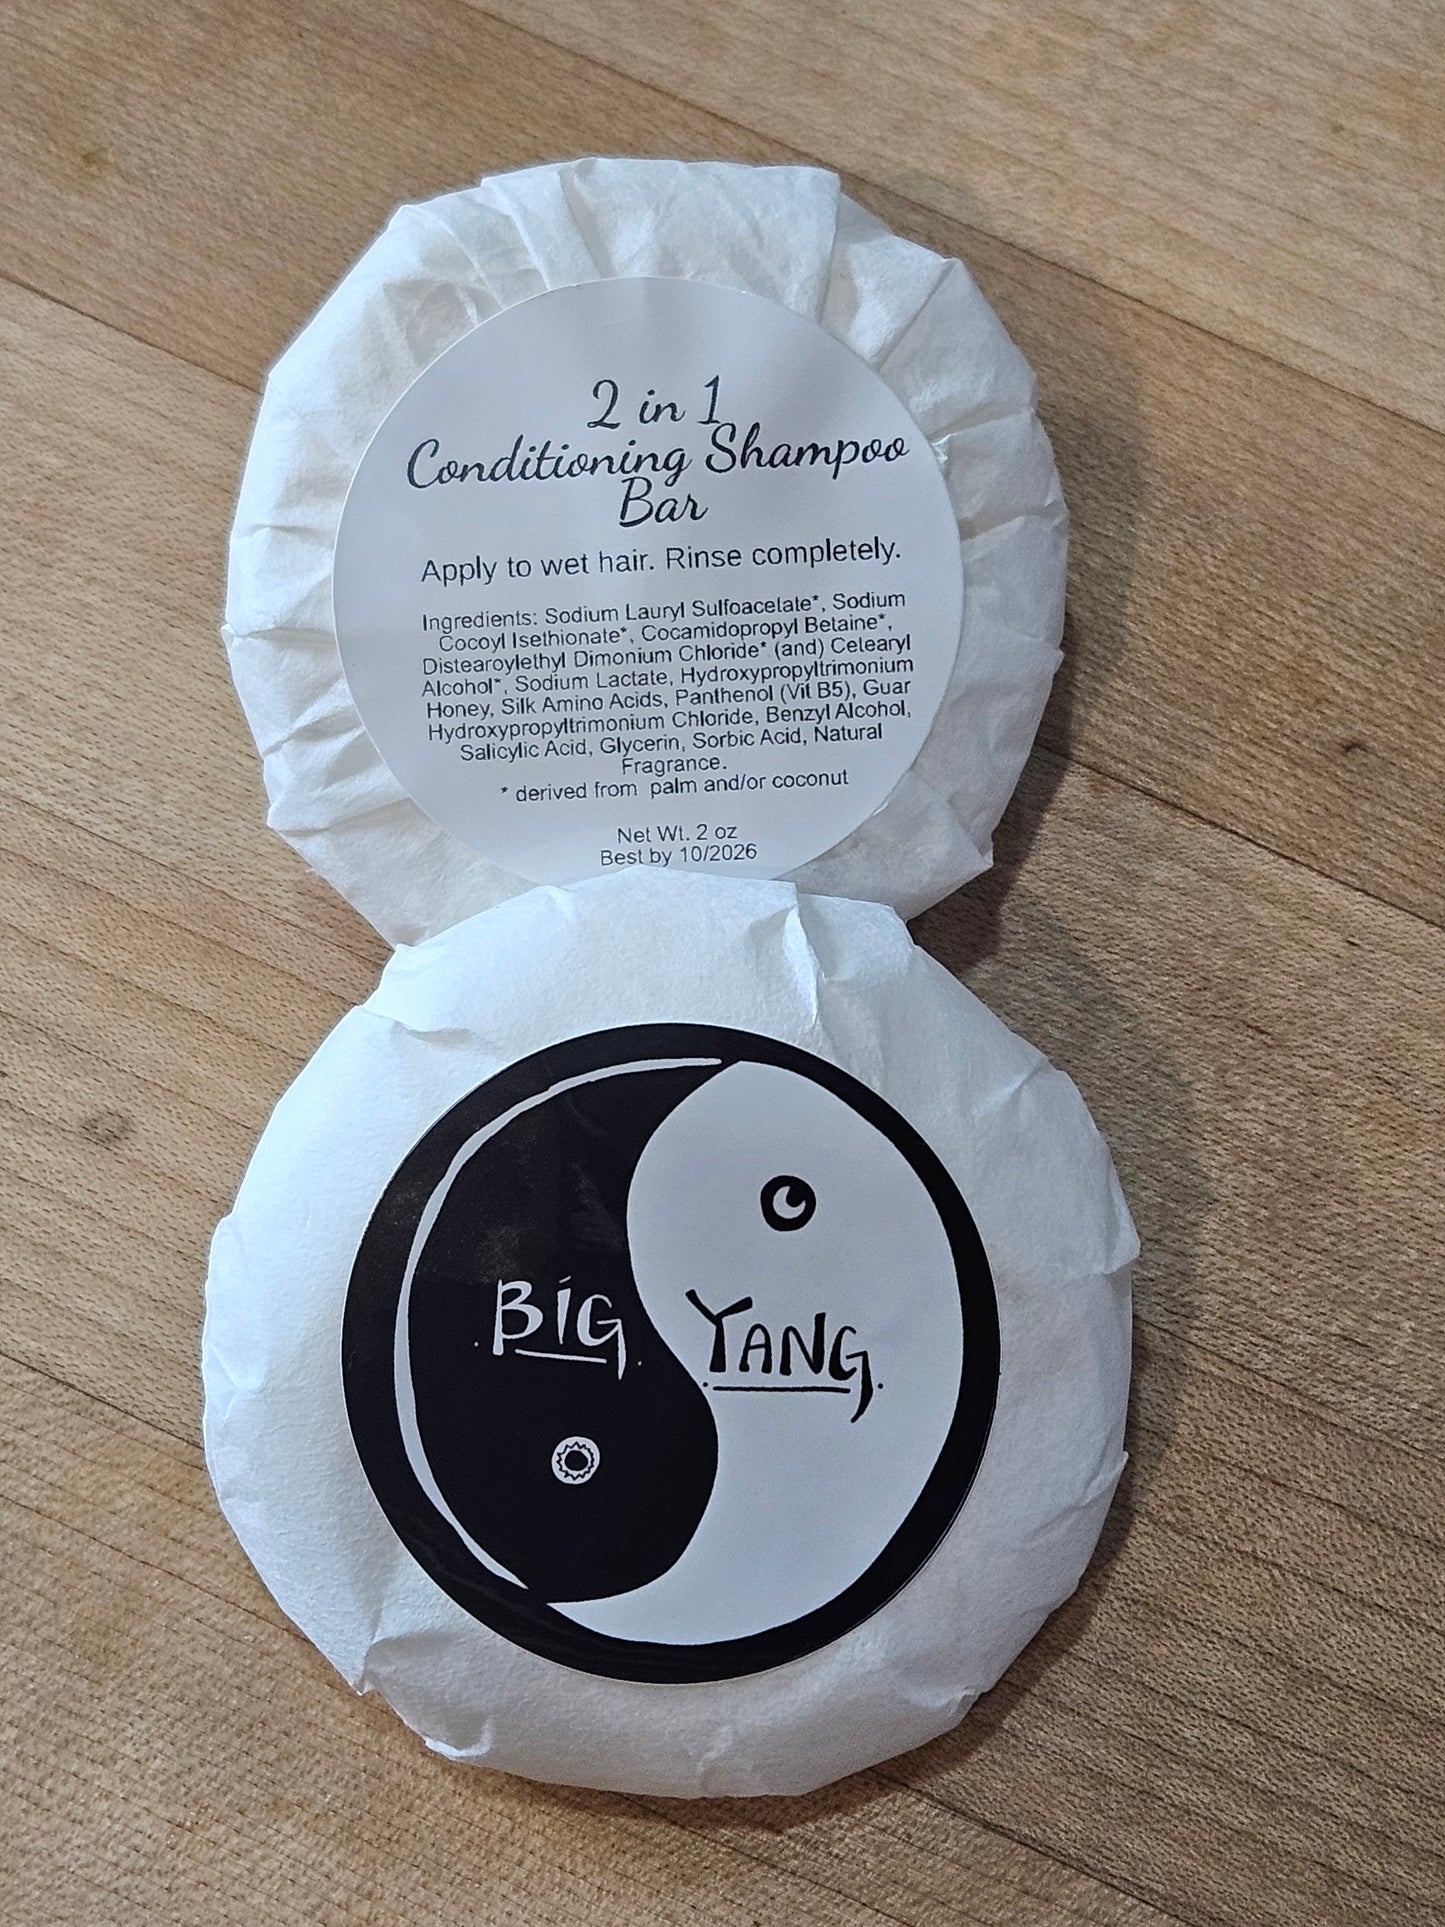 2 in 1
Conditioning Shampoo
Bar
Apply to wet hair. Rinse completely.
Ingredients: Sodium Lauryl Sulfoacelate*, Sodium
Cocoyl Isethionate*, Cocamidopropyl Betaine*,
Distearoylethyl Dimonium Chloride* (and) Celearyl
Alcohol*, Sodium Lactate, Hydroxypropyltrimonium
Honey, Silk Amino Acids, Panthenol (Vit B5), Guar
Hydroxypropyltrimonium Chloride, Benzyl Alcohol,
Salicylic Acid, Glycerin, Sorbic Acid, Natural
Fragrance.
* derived from palm and/or coconut
Net Wt. 2 oz
Best by 10/2026
BiG YANG